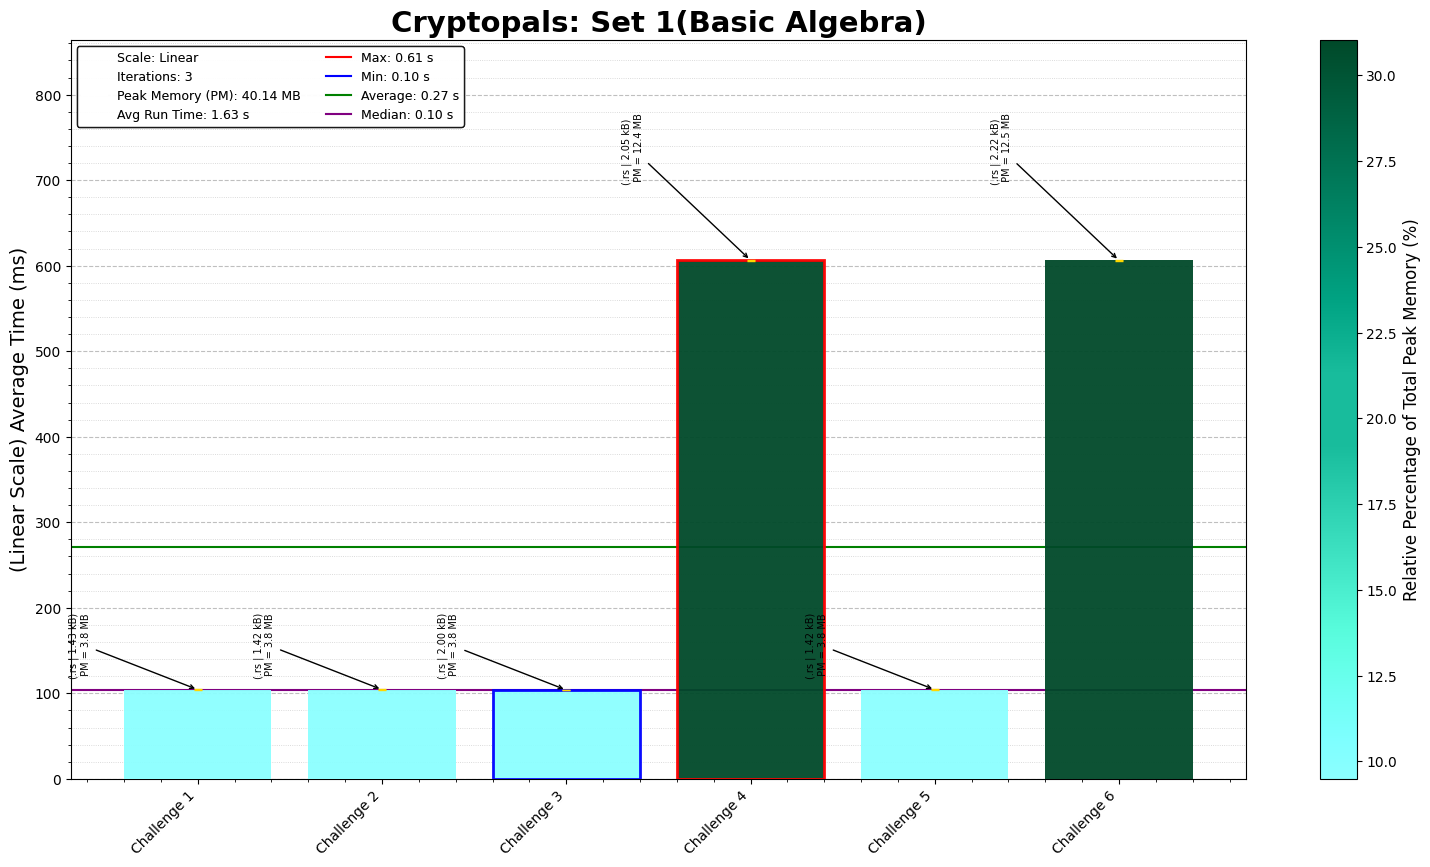 Cryptopals: Set 1(Basic Algebra)
Scale: Linear
Iterations: 3
Peak Memory (PM): 40.14 MB
Avg Run Time: 1.63 s
Max: 0.61 s
Min: 0.10 s
Average: 0.27 s
Median: 0.10 s
(Linear Scale) Average Time (ms)
800
700
600
500
400
300
200
100
0
(.rs | 1.43 kB)
PM = 3.8 MB
(.rs | 1.42 kB)
PM = 3.8 MB
(.rs | 2.00 kB)
PM = 3.8 MB
(.rs | 2.05 kB)
PM = 12.4 MB
(.rs | 1.42 kB)
PM = 3.8 MB
(.rs | 2.22 kB)
PM = 12.5 MB
Challenge 1
Challenge 2
Challenge 3
Challenge 4
Challenge 5
Challenge 6
30.0
27.5
25.0
22.5
20.0
17.5
15.0
12.5
10.0
Relative Percentage of Total Peak Memory (%)